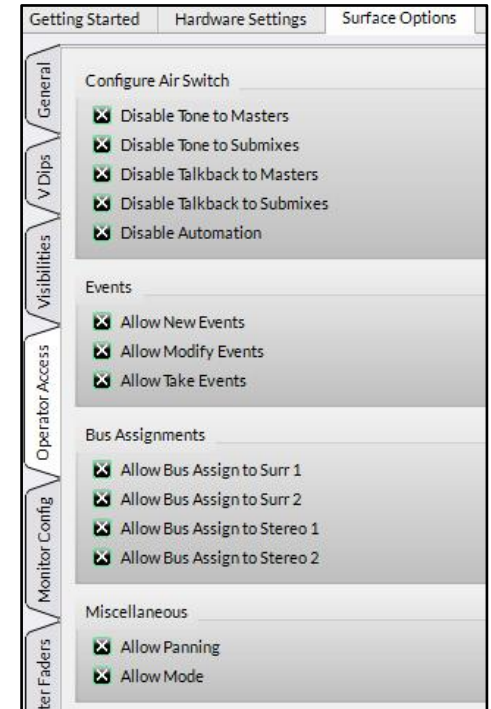 Getting Started
Hardware Settings
Surface Options
General
V Dips
Visibilities
Operator Access
Monitor Config
ter Faders
Configure Air Switch
Disable Tone to Masters
Disable Tone to Submixes
Disable Talkback to Masters
Disable Talkback to Submixes
Disable Automation
Events
Allow New Events
Allow Modify Events
Allow Take Events
Bus Assignments
Allow Bus Assign to Surr 1
Allow Bus Assign to Surr 2
Allow Bus Assign to Stereo 1
Allow Bus Assign to Stereo 2
Miscellaneous
Allow Panning
Allow Mode